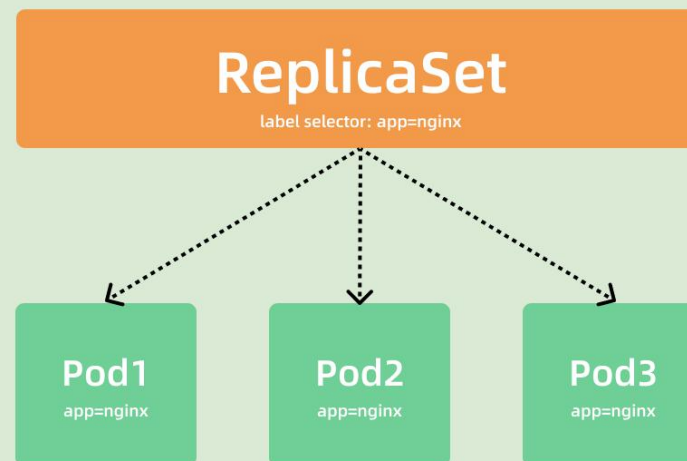 ReplicaSet
label selector: app=nginx
Pod1
app=nginx
Pod2
app=nginx
Pod3
app=nginx